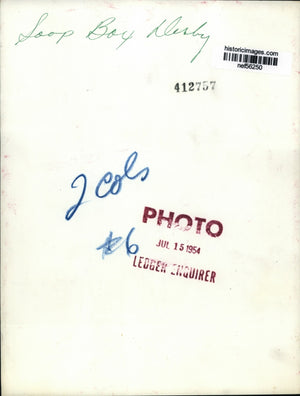 Soap Box Derby
historicimages.com
nef56250
412757
2 cols
#6
PHOTO
JUL 15 1954
LEDGER ENQUIRER